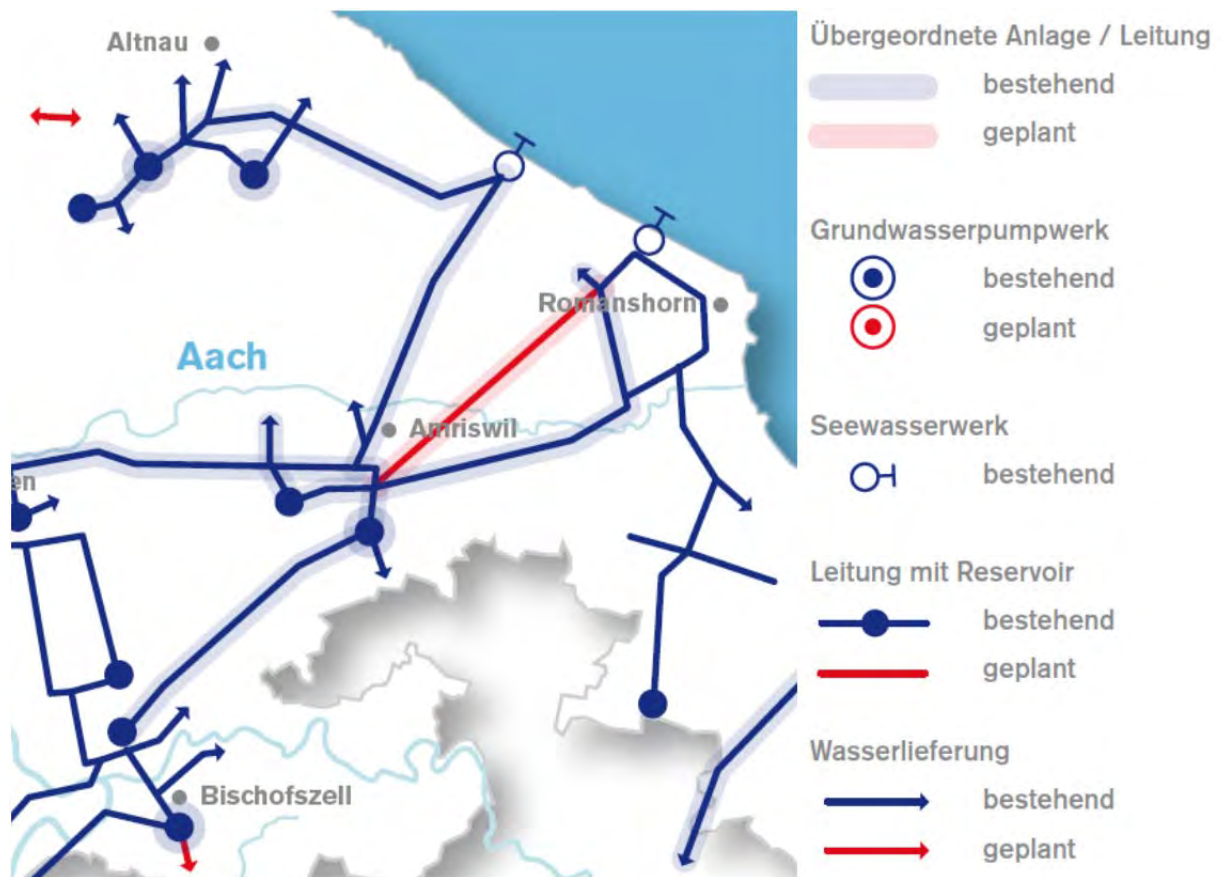 Altnau
Romanshorn
Aach
Amriswil
en
Bischofszell
Übergeordnete Anlage / Leitung
bestehend
geplant
Grundwasserpumpwerk
bestehend
geplant
Seewasserwerk
bestehend
Leitung mit Reservoir
bestehend
geplant
Wasserlieferung
bestehend
geplant